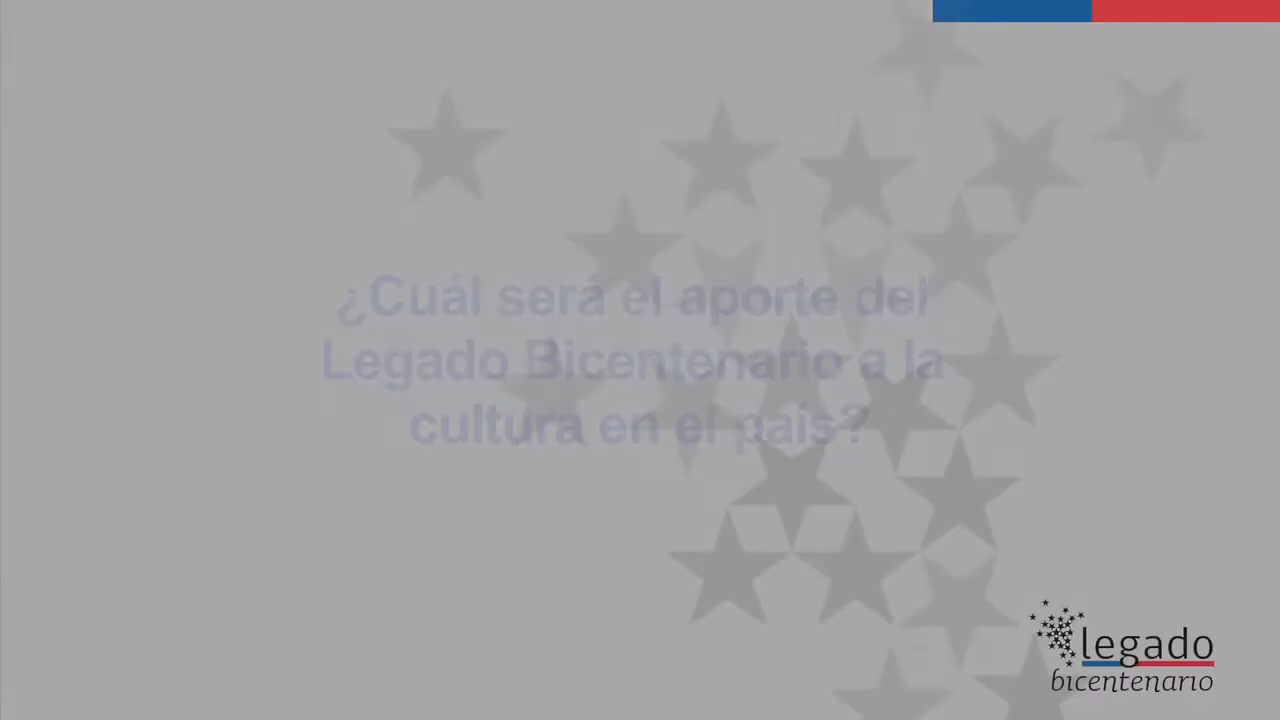 ¿Cuál será el aporte del
Legado Bicentenario a la
cultura en el país?
legado
bicentenario